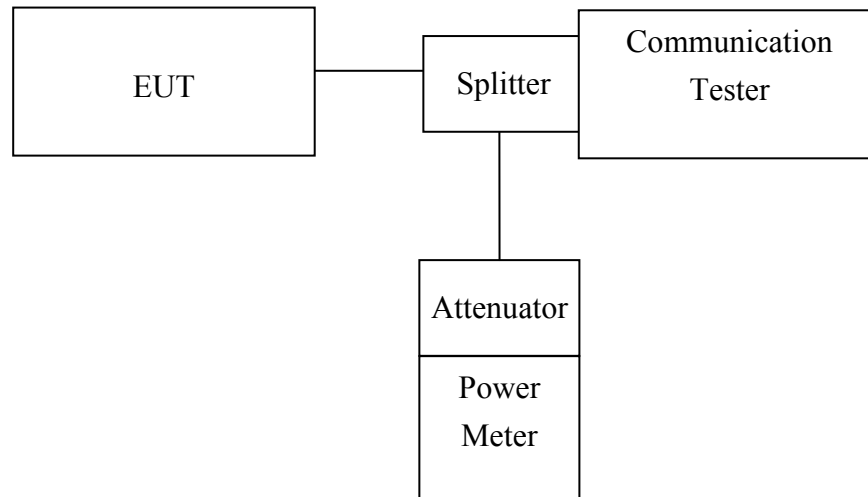 EUT
Splitter
Communication
Tester
Attenuator
Power
Meter